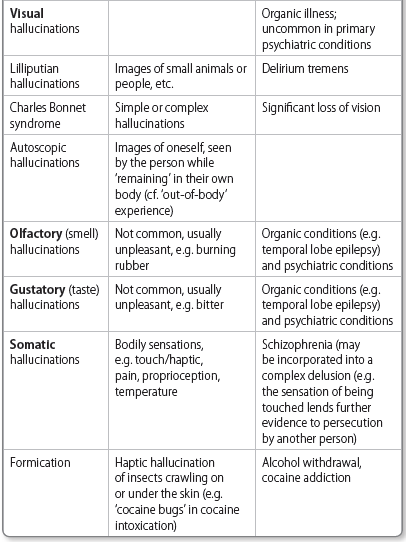 Visual
hallucinations
Organic illness;
uncommon in primary
psychiatric conditions
Lilliputian
hallucinations
Images of small animals or
people, etc.
Delirium tremens
Charles Bonnet
syndrome
Simple or complex
hallucinations
Significant loss of vision
Autoscopic
hallucinations
Images of oneself, seen
by the person while
‘remaining’ in their own
body (cf. ‘out-of-body’
experience)
Olfactory (smell)
hallucinations
Not common, usually
unpleasant, e.g. burning
rubber
Organic conditions (e.g.
temporal lobe epilepsy)
and psychiatric conditions
Gustatory (taste)
hallucinations
Not common, usually
unpleasant, e.g. bitter
Organic conditions (e.g.
temporal lobe epilepsy)
and psychiatric conditions
Somatic
hallucinations
Bodily sensations,
e.g. touch/haptic,
pain, proprioception,
temperature
Schizophrenia (may
be incorporated into a
complex delusion (e.g.
the sensation of being
touched lends further
evidence to persecution
by another person)
Formication
Haptic hallucination
of insects crawling on
or under the skin (e.g.
‘cocaine bugs’ in cocaine
intoxication)
Alcohol withdrawal,
cocaine addiction